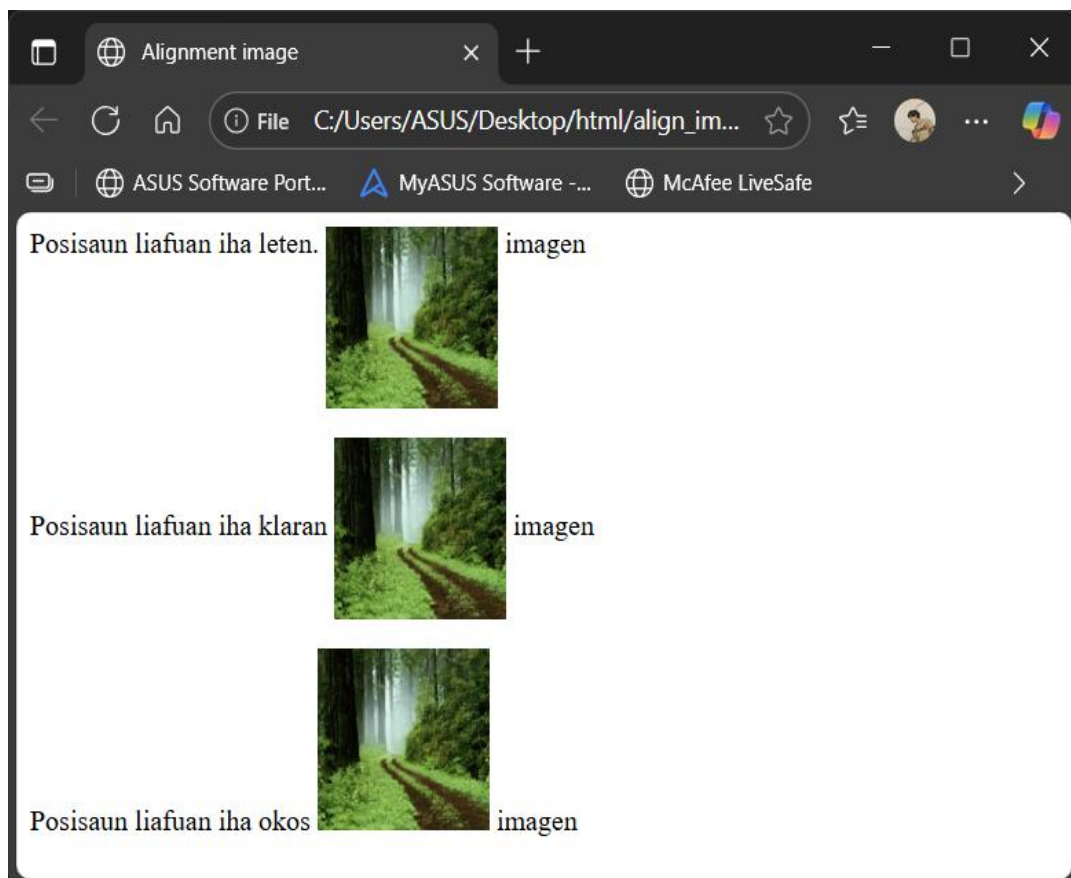 Alignment image
File C:/Users/ASUS/Desktop/html/align_im...
ASUS Software Port... MyASUS Software -... McAfee LiveSafe
Posisaun liafuan iha leten. imagen
Posisaun liafuan iha klaran imagen
Posisaun liafuan iha okos imagen